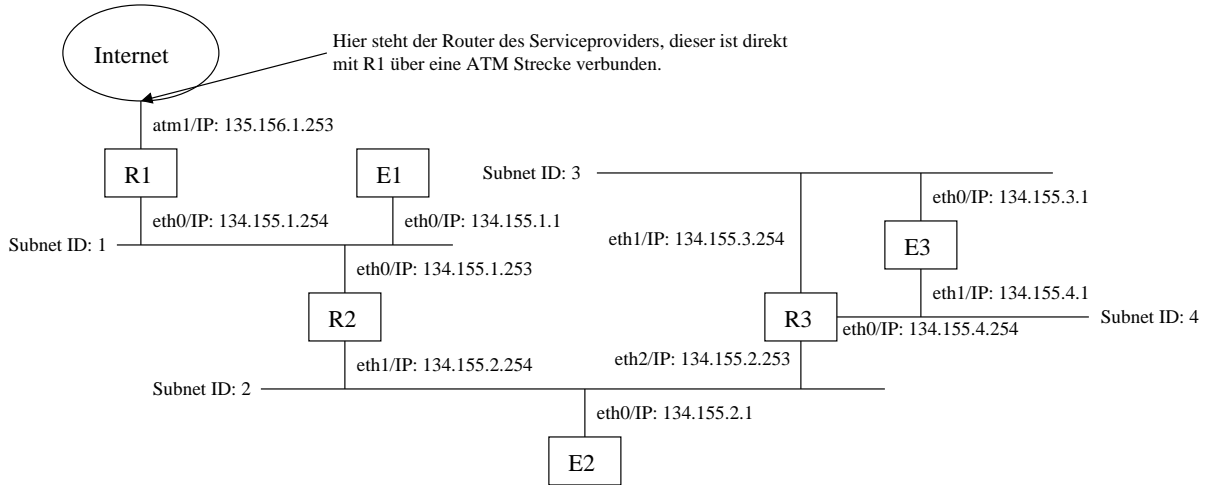 Internet
Hier steht der Router des Serviceproviders, dieser ist direkt
mit R1 über eine ATM Strecke verbunden.
atm1/IP: 135.156.1.253
R1
E1
Subnet ID: 3
eth0/IP: 134.155.1.254
eth0/IP: 134.155.1.1
eth0/IP: 134.155.3.1
Subnet ID: 1
eth1/IP: 134.155.3.254
E3
eth0/IP: 134.155.1.253
eth1/IP: 134.155.4.1
R2
R3
Subnet ID: 4
eth0/IP: 134.155.4.254
eth1/IP: 134.155.2.254
eth2/IP: 134.155.2.253
Subnet ID: 2
eth0/IP: 134.155.2.1
E2